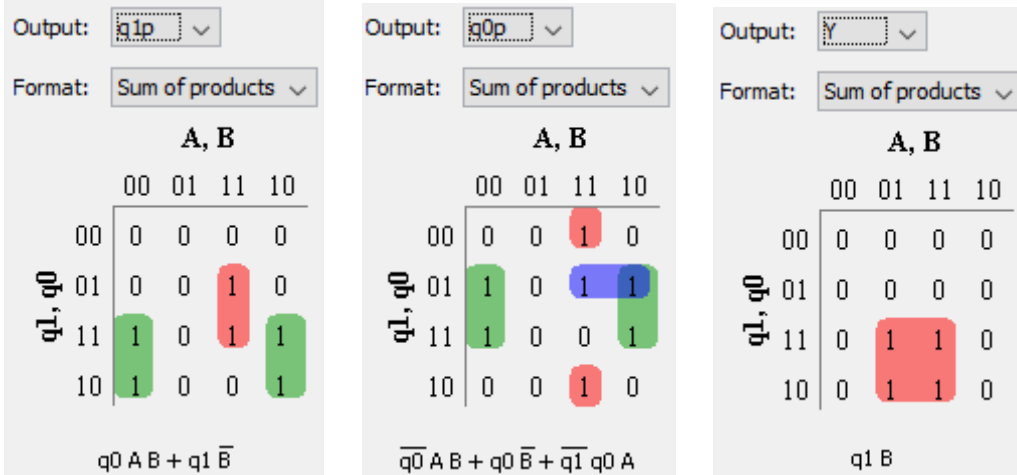 Output: q1p
Format: Sum of products
A, B
00 01 11 10
q1, q0
00 0 0 0 0
01 0 0 1 0
11 1 0 1 1
10 1 0 0 1
q0 A B + q1 B̅
Output: q0p
Format: Sum of products
A, B
00 01 11 10
q1, q0
00 0 0 1 0
01 1 0 1 1
11 1 0 0 1
10 0 0 1 0
q̅0̅ A B + q0 B̅ + q̅1̅ q0 A
Output: Y
Format: Sum of products
A, B
00 01 11 10
q1, q0
00 0 0 0 0
01 0 0 0 0
11 0 1 1 0
10 0 1 1 0
q1 B